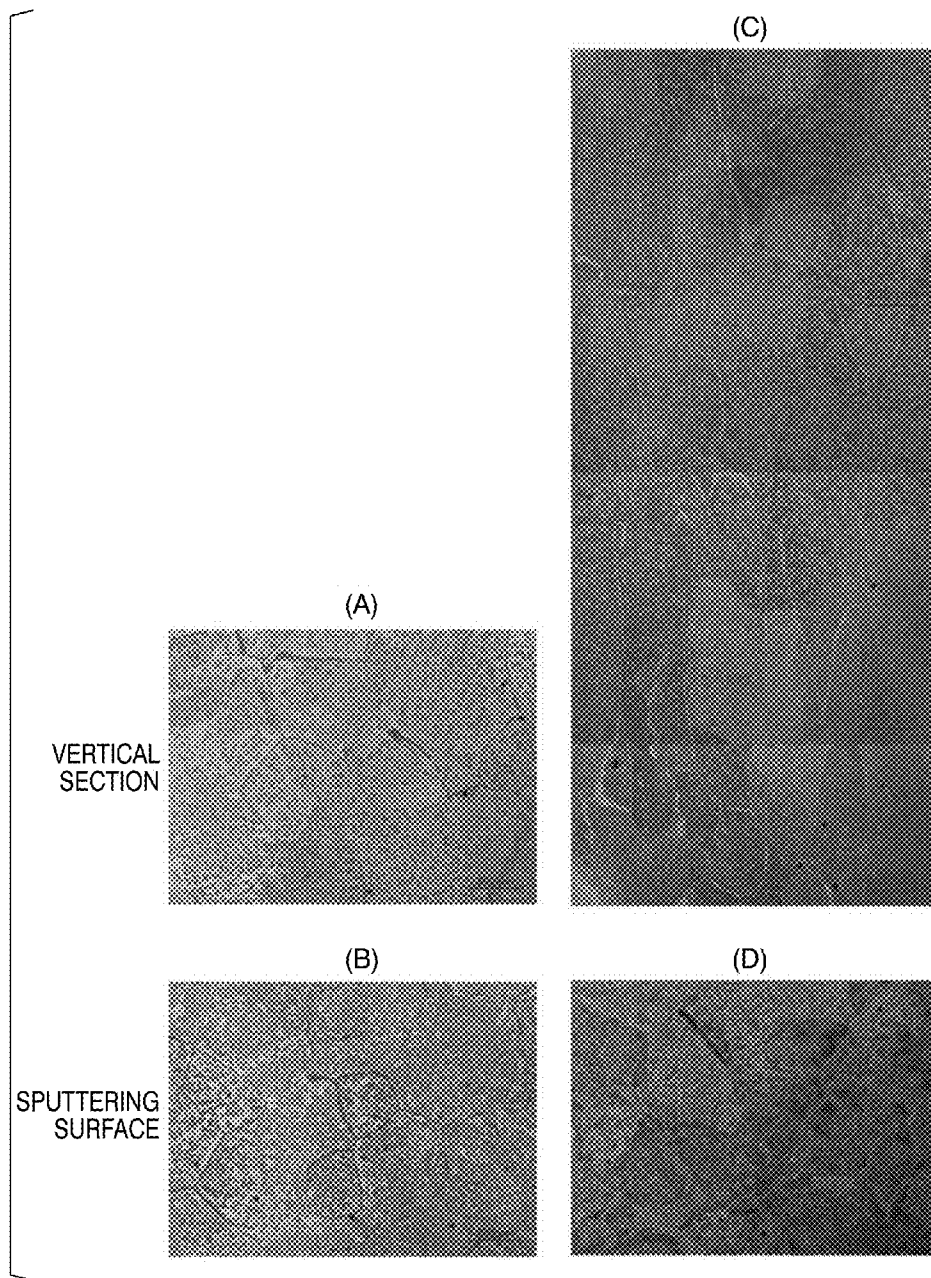 (C)
(A)
VERTICAL
SECTION
(B)
(D)
SPUTTERING
SURFACE